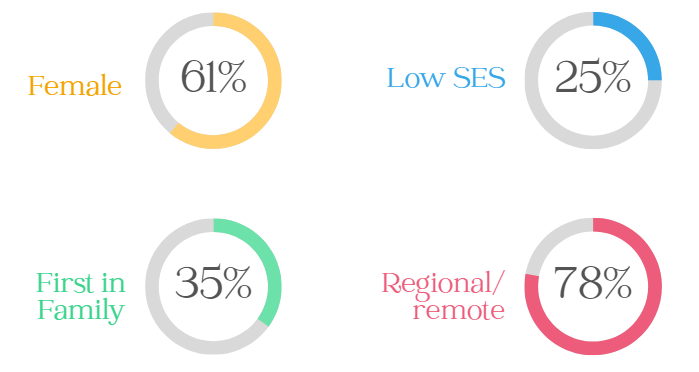 Female
61%
Low SES
25%
First in
Family
35%
Regional/
remote
78%